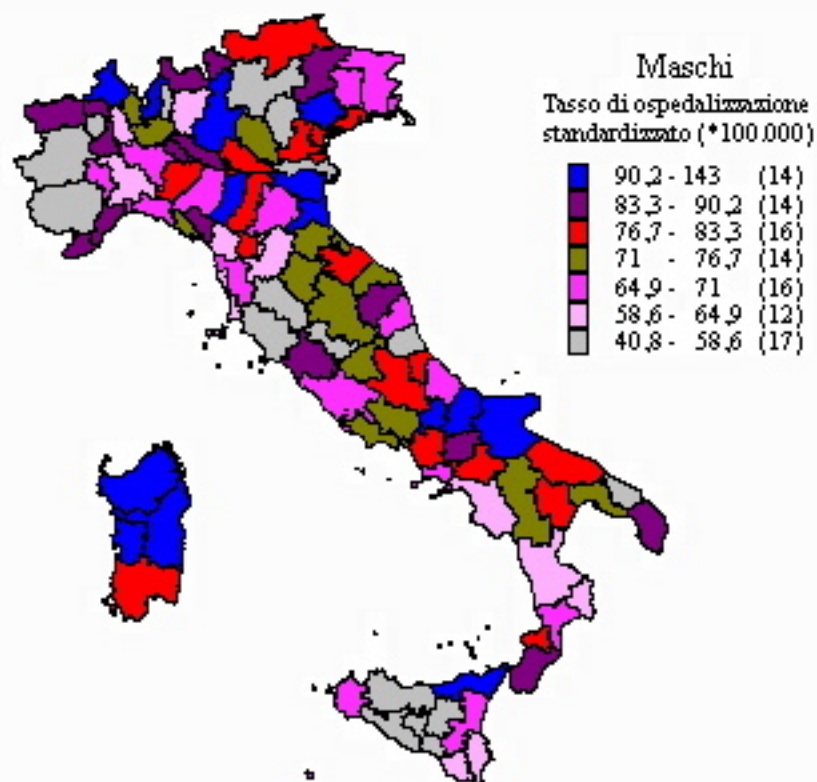 Maschi
Tasso di ospedalizzazione
standardizzato (*100.000)
90,2 - 143 (14)
83,3 - 90,2 (14)
76,7 - 83,3 (16)
71 - 76,7 (14)
64,9 - 71 (16)
58,6 - 64,9 (12)
40,8 - 58,6 (17)